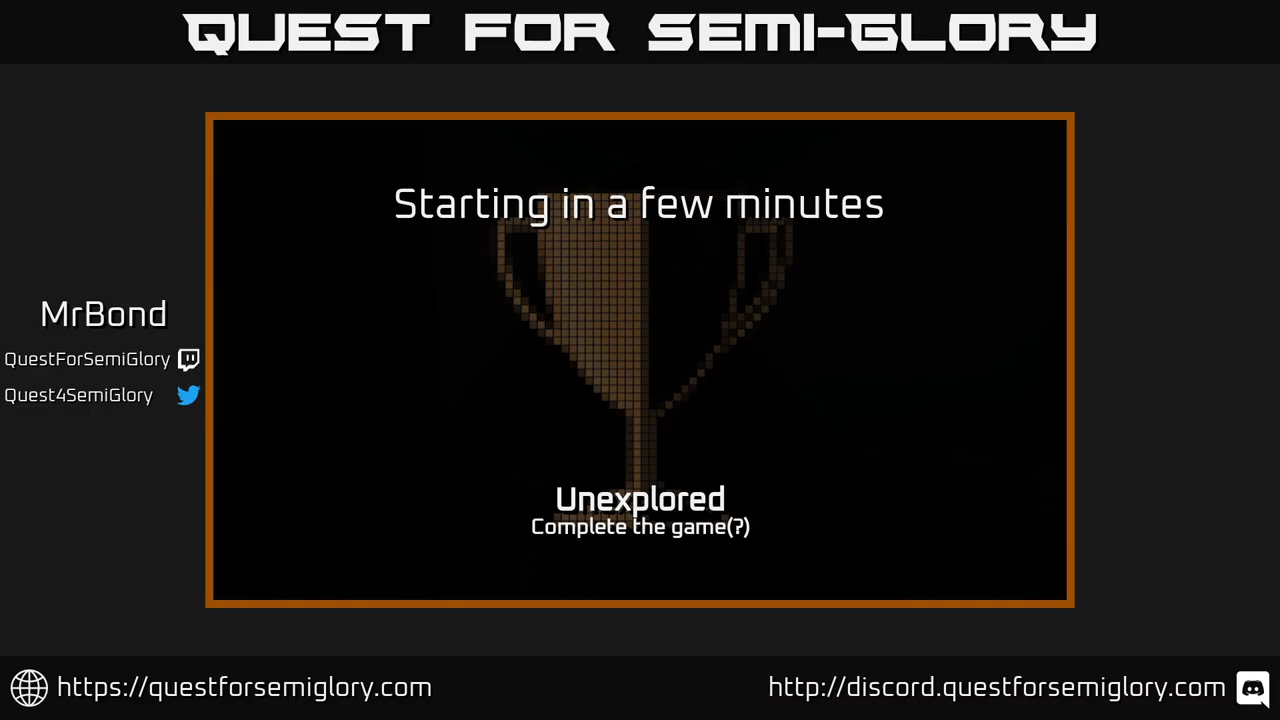 QUEST FOR SEMI-GLORY
Starting in a few minutes
MrBond
QuestForSemiGlory
Quest4SemiGlory
Unexplored
Complete the game(?)
https://questforsemiglory.com
http://discord.questforsemiglory.com